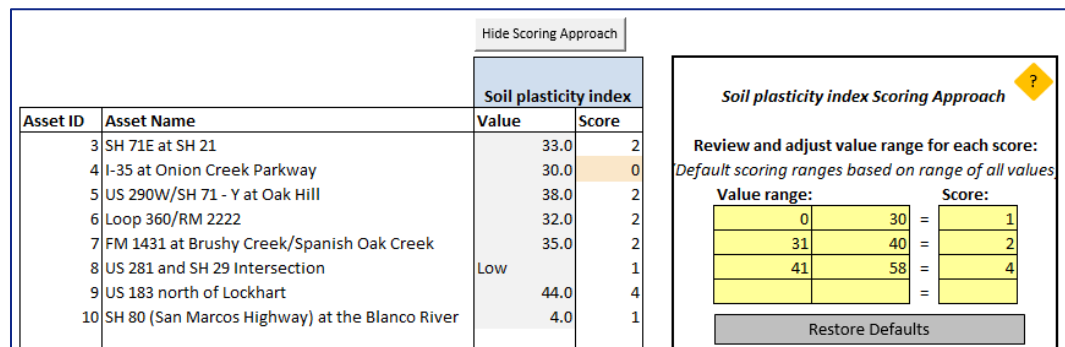 Hide Scoring Approach
Soil plasticity index
Asset ID Asset Name Value Score
3 SH 71E at SH 21 33.0 2
4 I-35 at Onion Creek Parkway 30.0 0
5 US 290W/SH 71 - Y at Oak Hill 38.0 2
6 Loop 360/RM 2222 32.0 2
7 FM 1431 at Brushy Creek/Spanish Oak Creek 35.0 2
8 US 281 and SH 29 Intersection Low 1
9 US 183 north of Lockhart 44.0 4
10 SH 80 (San Marcos Highway) at the Blanco River 4.0 1
?
Soil plasticity index Scoring Approach
Review and adjust value range for each score:
(Default scoring ranges based on range of all values
Value range: Score:
0 30 = 1
31 40 = 2
41 58 = 4
=
Restore Defaults